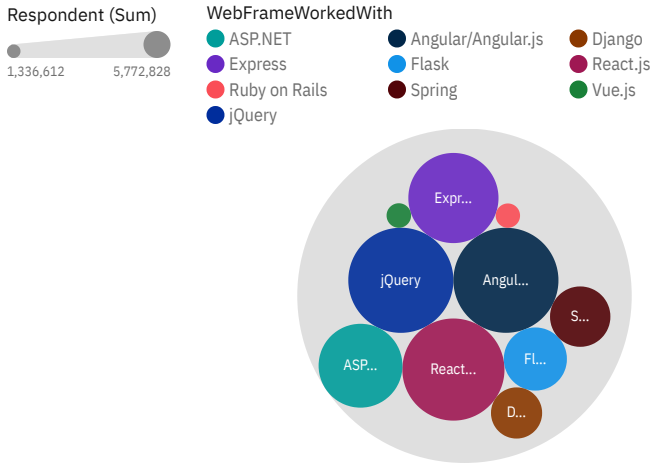 Respondent (Sum)
1,336,612 5,772,828
WebFrameWorkedWith
ASP.NET Angular/Angular.js Django
Express Flask React.js
Ruby on Rails Spring Vue.js
jQuery
Expr...
jQuery Angul...
S...
ASP... React... Fl...
D...